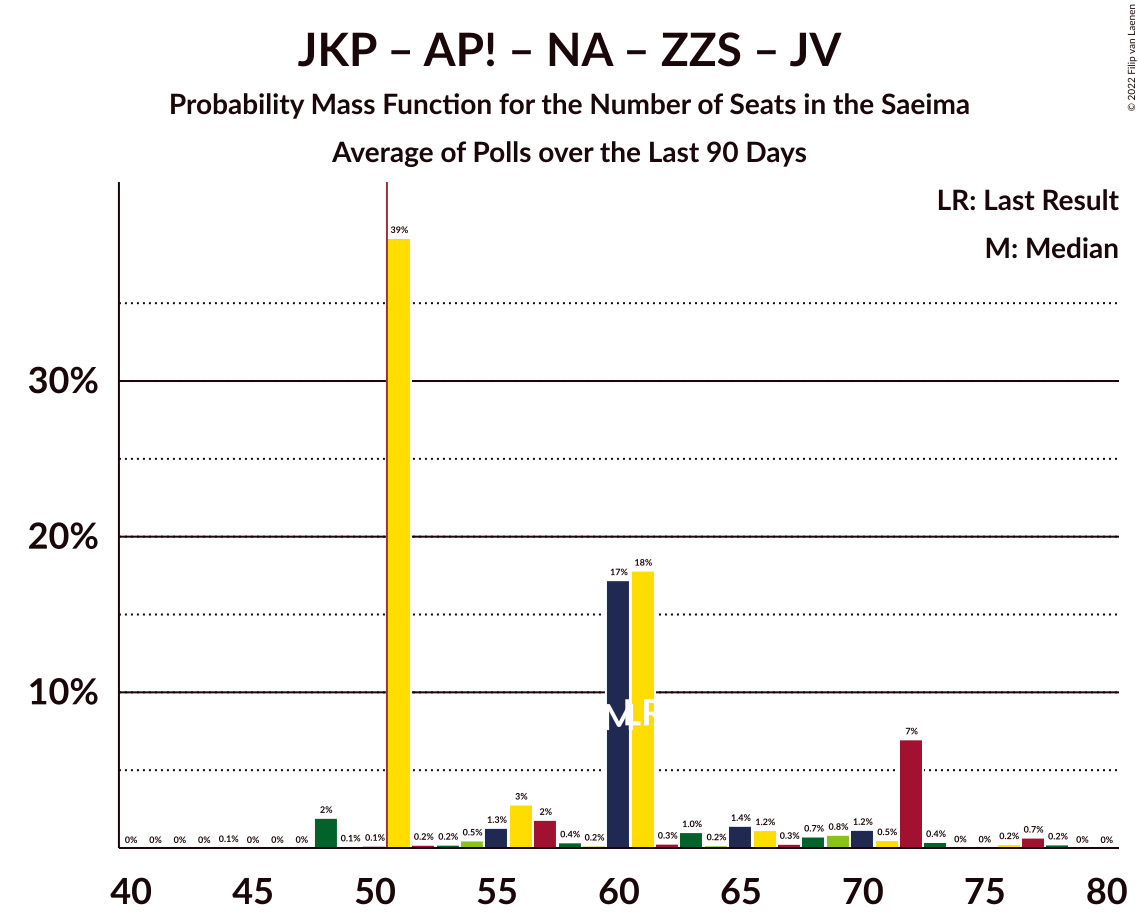 JKP – AP! – NA – ZZS – JV
Probability Mass Function for the Number of Seats in the Saeima
Average of Polls over the Last 90 Days
© 2022 Filip van Laenen
LR: Last Result
M: Median
30%
20%
10%
0% 0% 0% 0% 0.1% 0% 0% 0% 2% 0.1% 0.1% 39% 0.2% 0.2% 0.5% 1.3% 3% 2% 0.4% 0.2% 17% 18% 0.3% 1.0% 0.2% 1.4% 1.2% 0.3% 0.7% 0.8% 1.2% 0.5% 7% 0.4% 0% 0% 0.2% 0.7% 0.2% 0% 0%
M LR
40 45 50 55 60 65 70 75 80